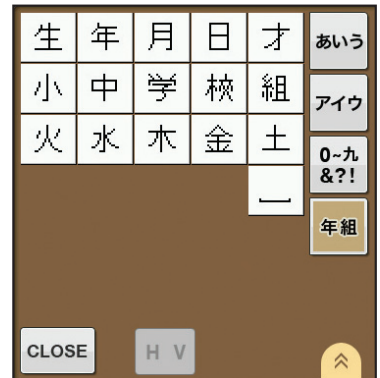 生年月日才
小中学校組
火水木金土
あいう
アイウ
0~九
&?!
年組
CLOSE
H V